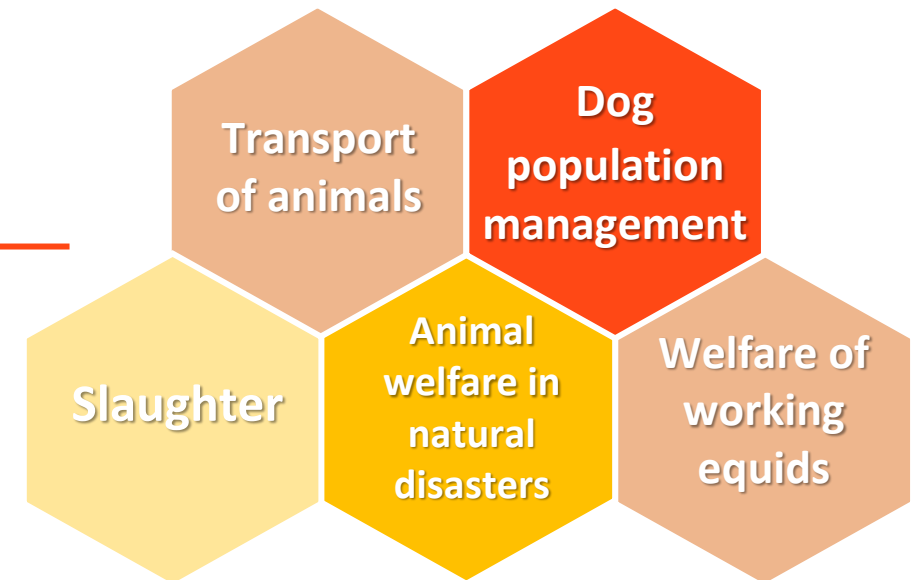 Transport
of animals
Dog
population
management
Slaughter
Animal
welfare in
natural
disasters
Welfare of
working
equids